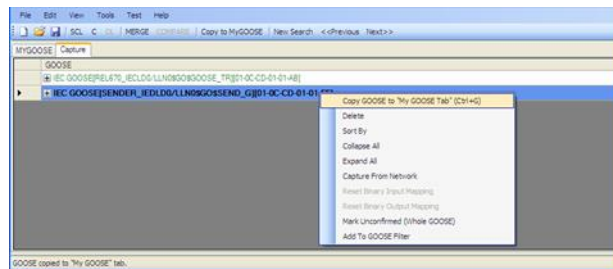 File Edit View Tools Test Help
SCL C DL MERGE COMPARE Copy to MyGOOSE New Search <<Previous Next>>
MYGOOSE Capture
GOOSE
IEC GOOSE[REL670_IECLD0/LLN0$GO$GOOSE_TR][01-0C-CD-01-01-AB]
IEC GOOSE[SENDER_IEDLD0/LLN0$GO$SEND_G][01-0C-CD-01-01-
Copy GOOSE to "My GOOSE Tab" (Ctrl+G)
Delete
Sort By
Collapse All
Expand All
Capture From Network
Reset Binary Input Mapping
Reset Binary Output Mapping
Mark Unconfirmed (Whole GOOSE)
Add To GOOSE Filter
GOOSE copied to "My GOOSE" tab.